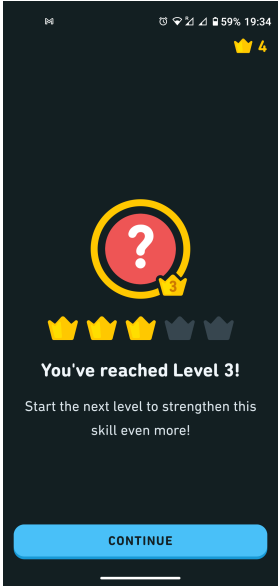 59% 19:34
4
?
3
You've reached Level 3!
Start the next level to strengthen this
skill even more!
CONTINUE